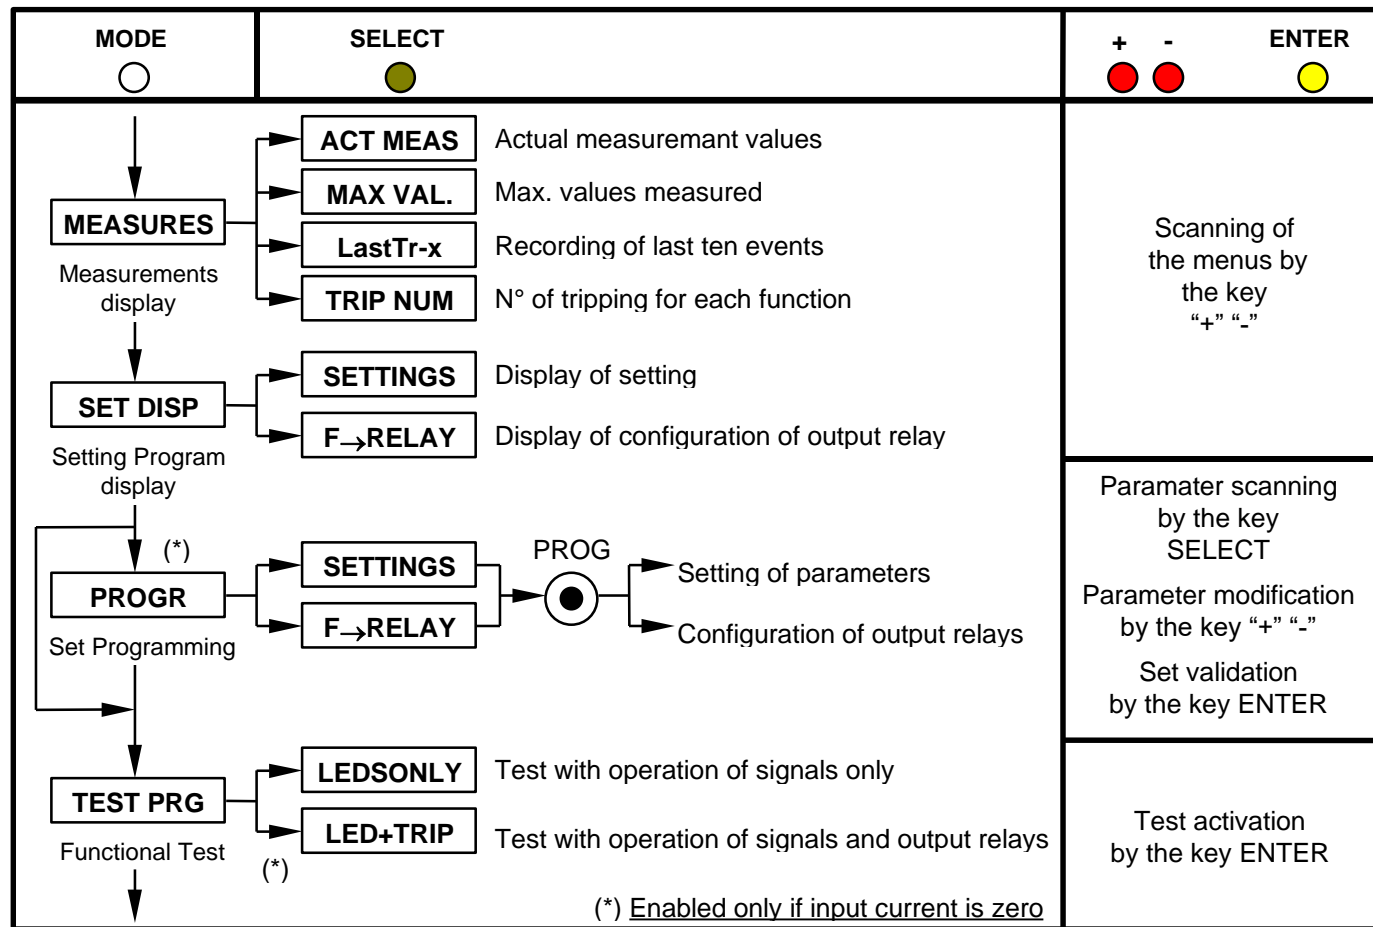 MODE
SELECT
+ - ENTER
ACT MEAS Actual measuremant values
MAX VAL. Max. values measured
MEASURES
LastTr-x Recording of last ten events
Measurements
display
TRIP NUM N° of tripping for each function
Scanning of
the menus by
the key
“+” “-”
SETTINGS Display of setting
SET DISP
F→RELAY Display of configuration of output relay
Setting Program
display
(*)
SETTINGS
PROG
Setting of parameters
PROGR
F→RELAY
Configuration of output relays
Set Programming
Paramater scanning
by the key
SELECT
Parameter modification
by the key “+” “-”
Set validation
by the key ENTER
LEDSONLY Test with operation of signals only
TEST PRG
LED+TRIP Test with operation of signals and output relays
Functional Test
(*)
Test activation
by the key ENTER
(*) Enabled only if input current is zero